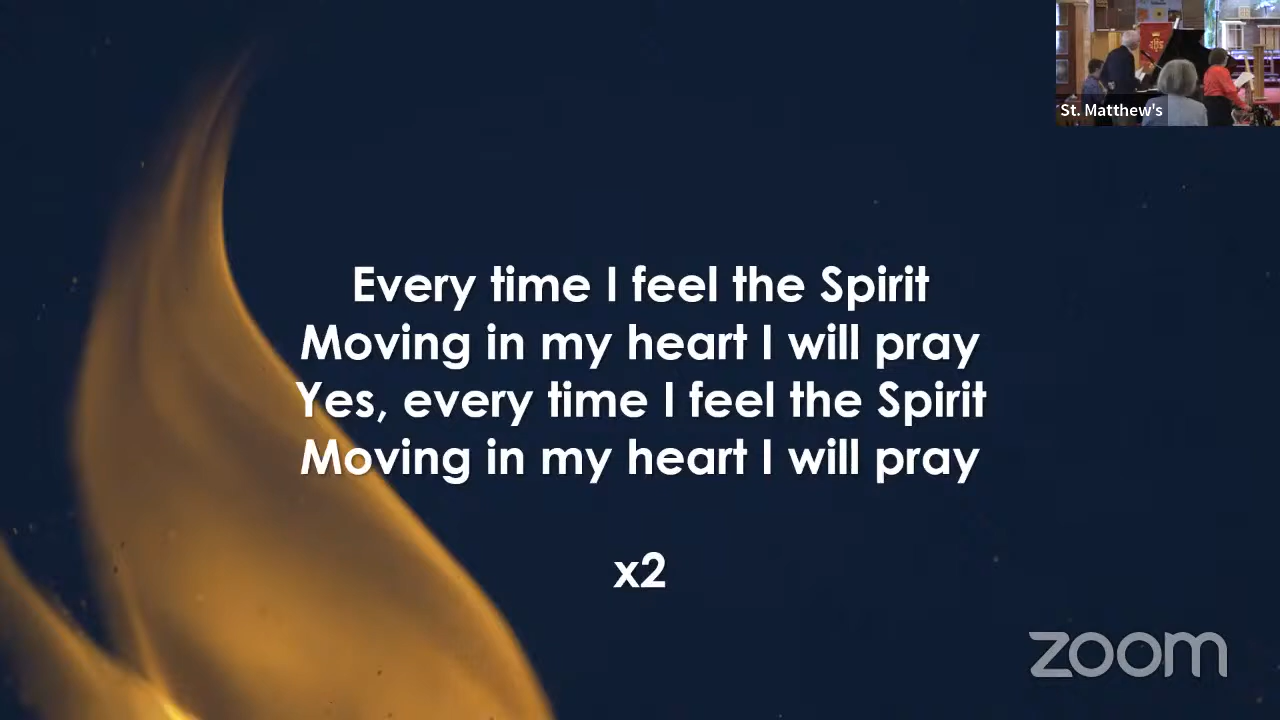 St. Matthew's
Every time I feel the Spirit
Moving in my heart I will pray
Yes, every time I feel the Spirit
Moving in my heart I will pray
x2
zoom